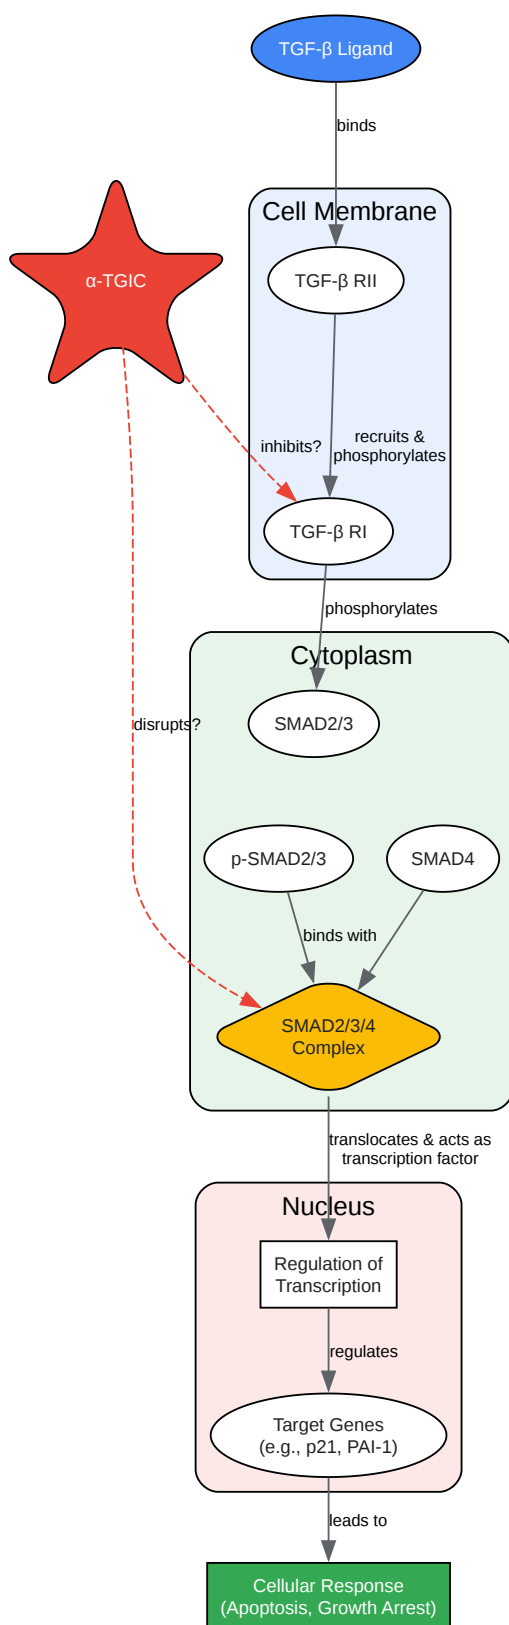 TGF-β Ligand
binds
Cell Membrane
TGF-β RII
α-TGIC
inhibits?
recruits &
phosphorylates
TGF-β RI
phosphorylates
Cytoplasm
SMAD2/3
disrupts?
p-SMAD2/3
SMAD4
binds with
SMAD2/3/4
Complex
translocates & acts as
transcription factor
Nucleus
Regulation of
Transcription
regulates
Target Genes
(e.g., p21, PAI-1)
leads to
Cellular Response
(Apoptosis, Growth Arrest)